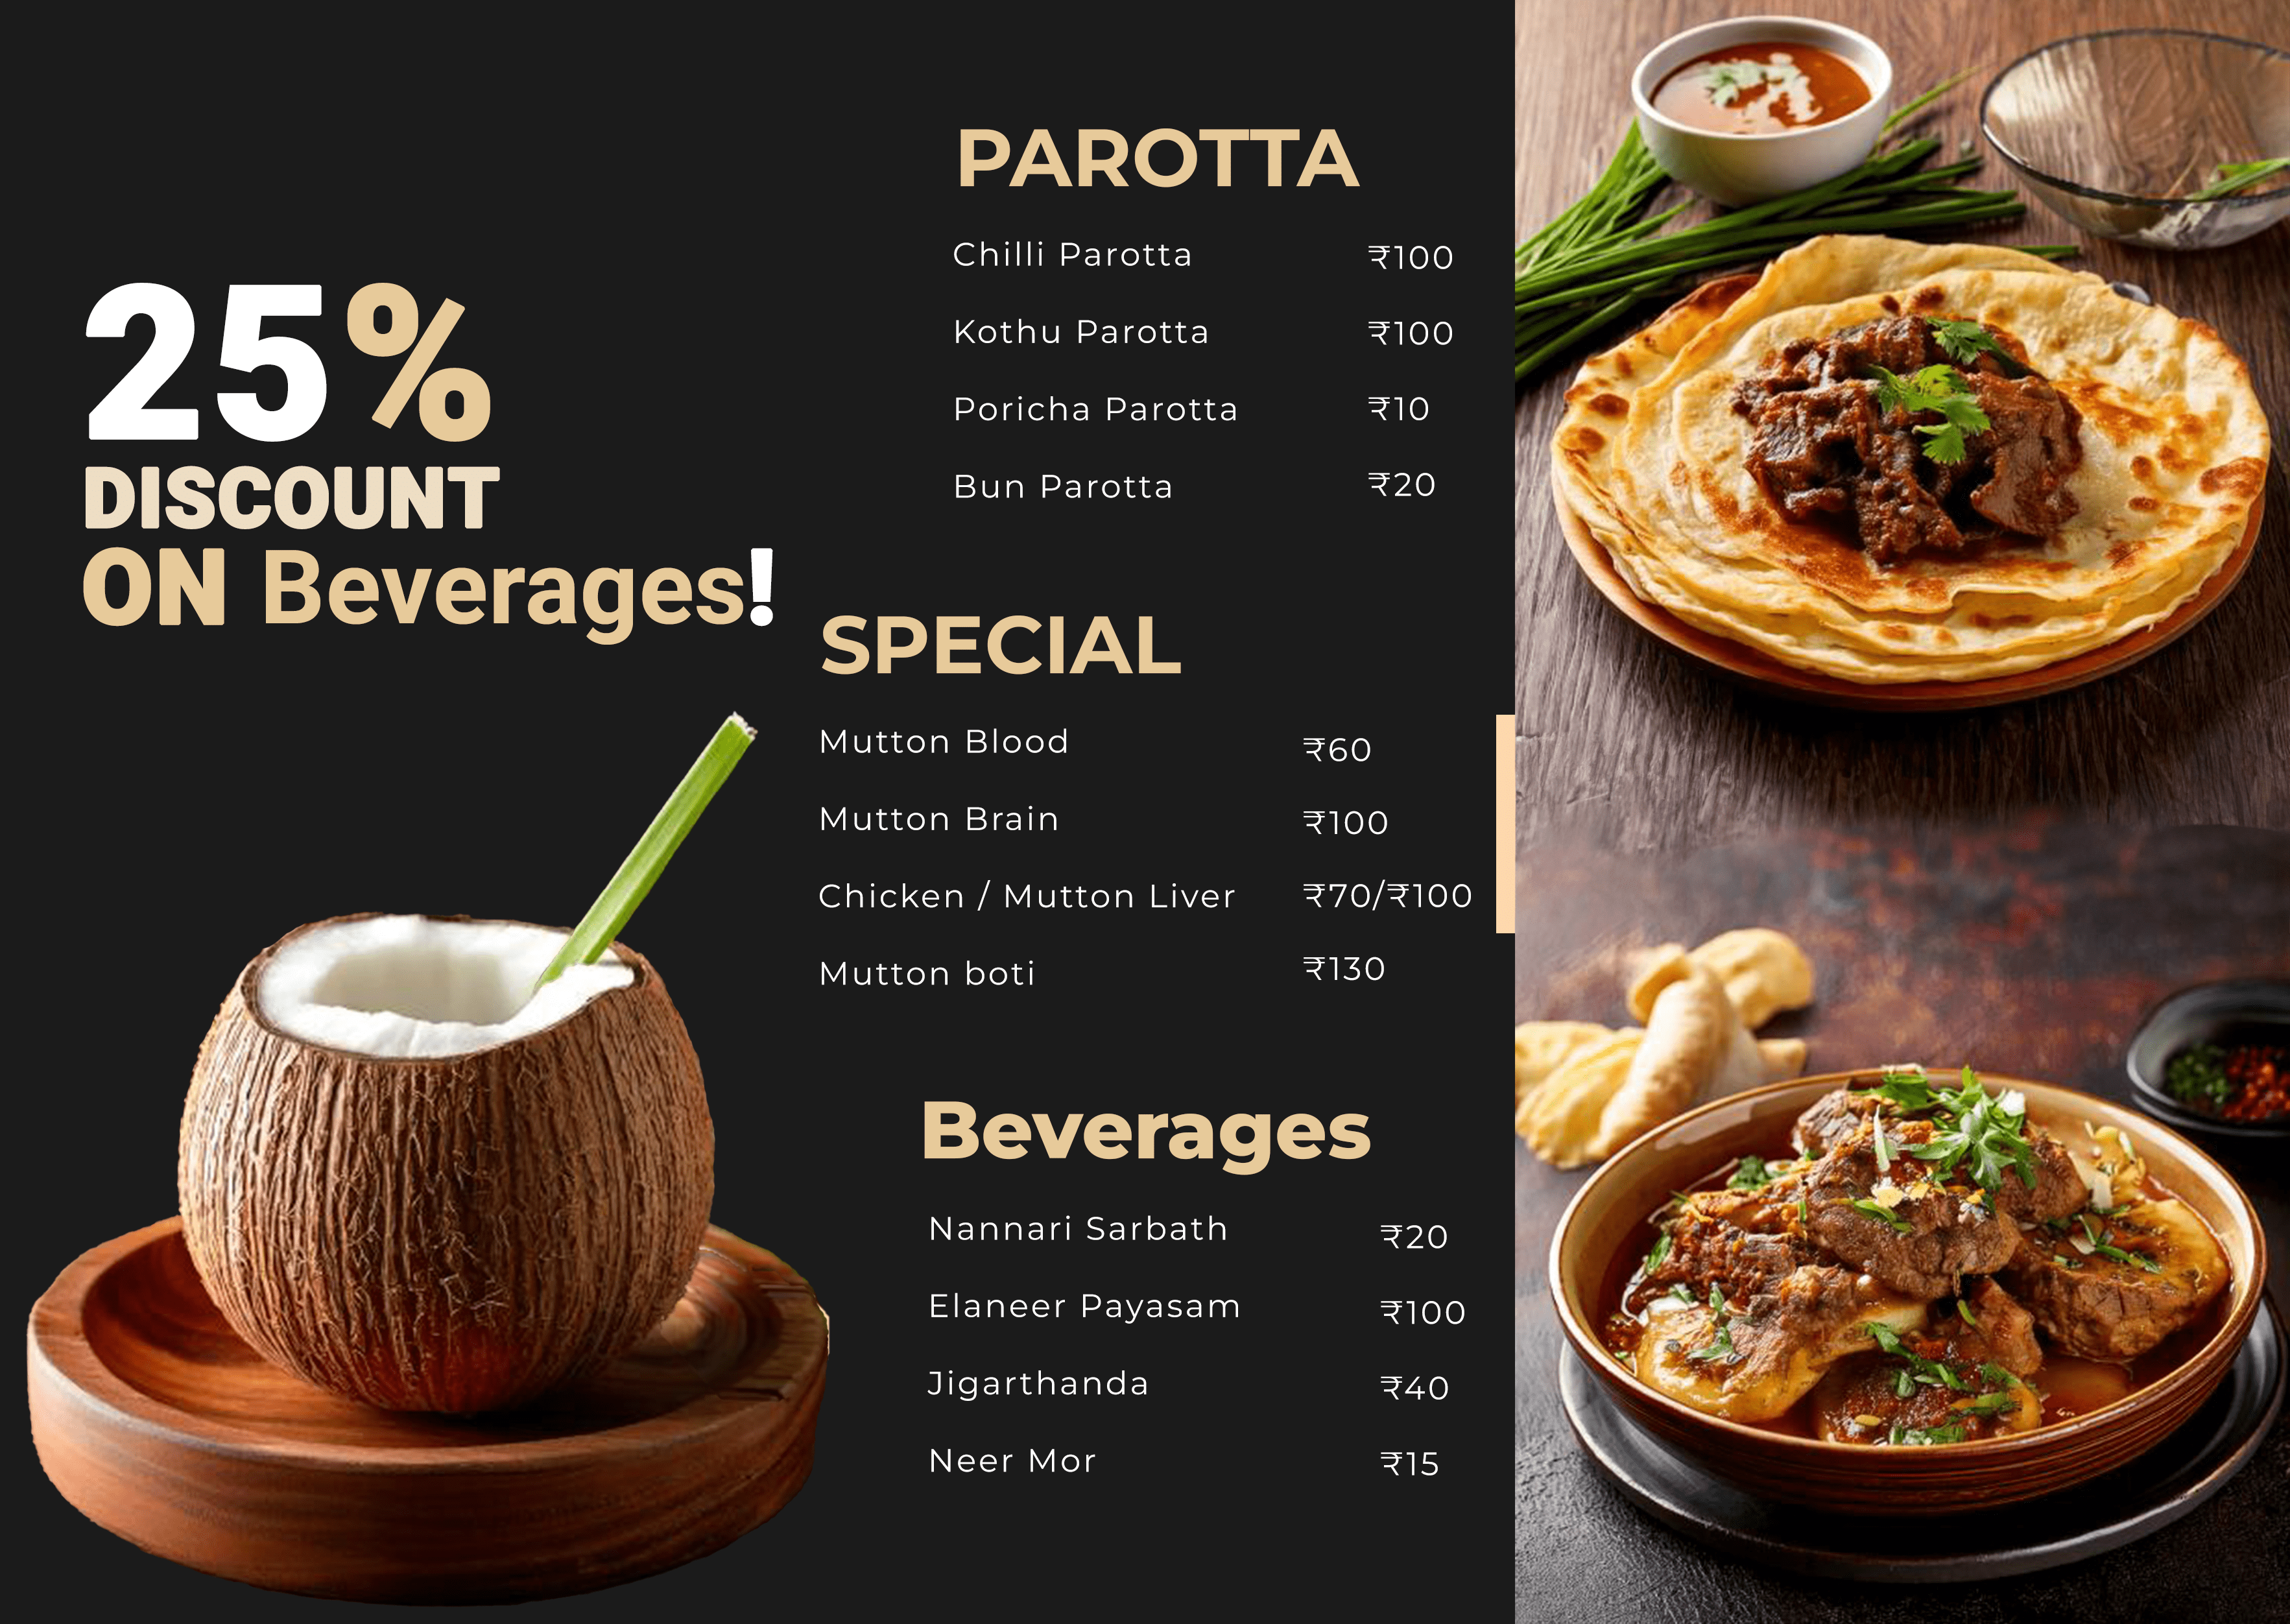 25%
DISCOUNT
ON Beverages!
PAROTTA
Chilli Parotta ₹100
Kothu Parotta ₹100
Poricha Parotta ₹10
Bun Parotta ₹20
SPECIAL
Mutton Blood ₹60
Mutton Brain ₹100
Chicken / Mutton Liver ₹70/₹100
Mutton boti ₹130
Beverages
Nannari Sarbath ₹20
Elaneer Payasam ₹100
Jigarthanda ₹40
Neer Mor ₹15